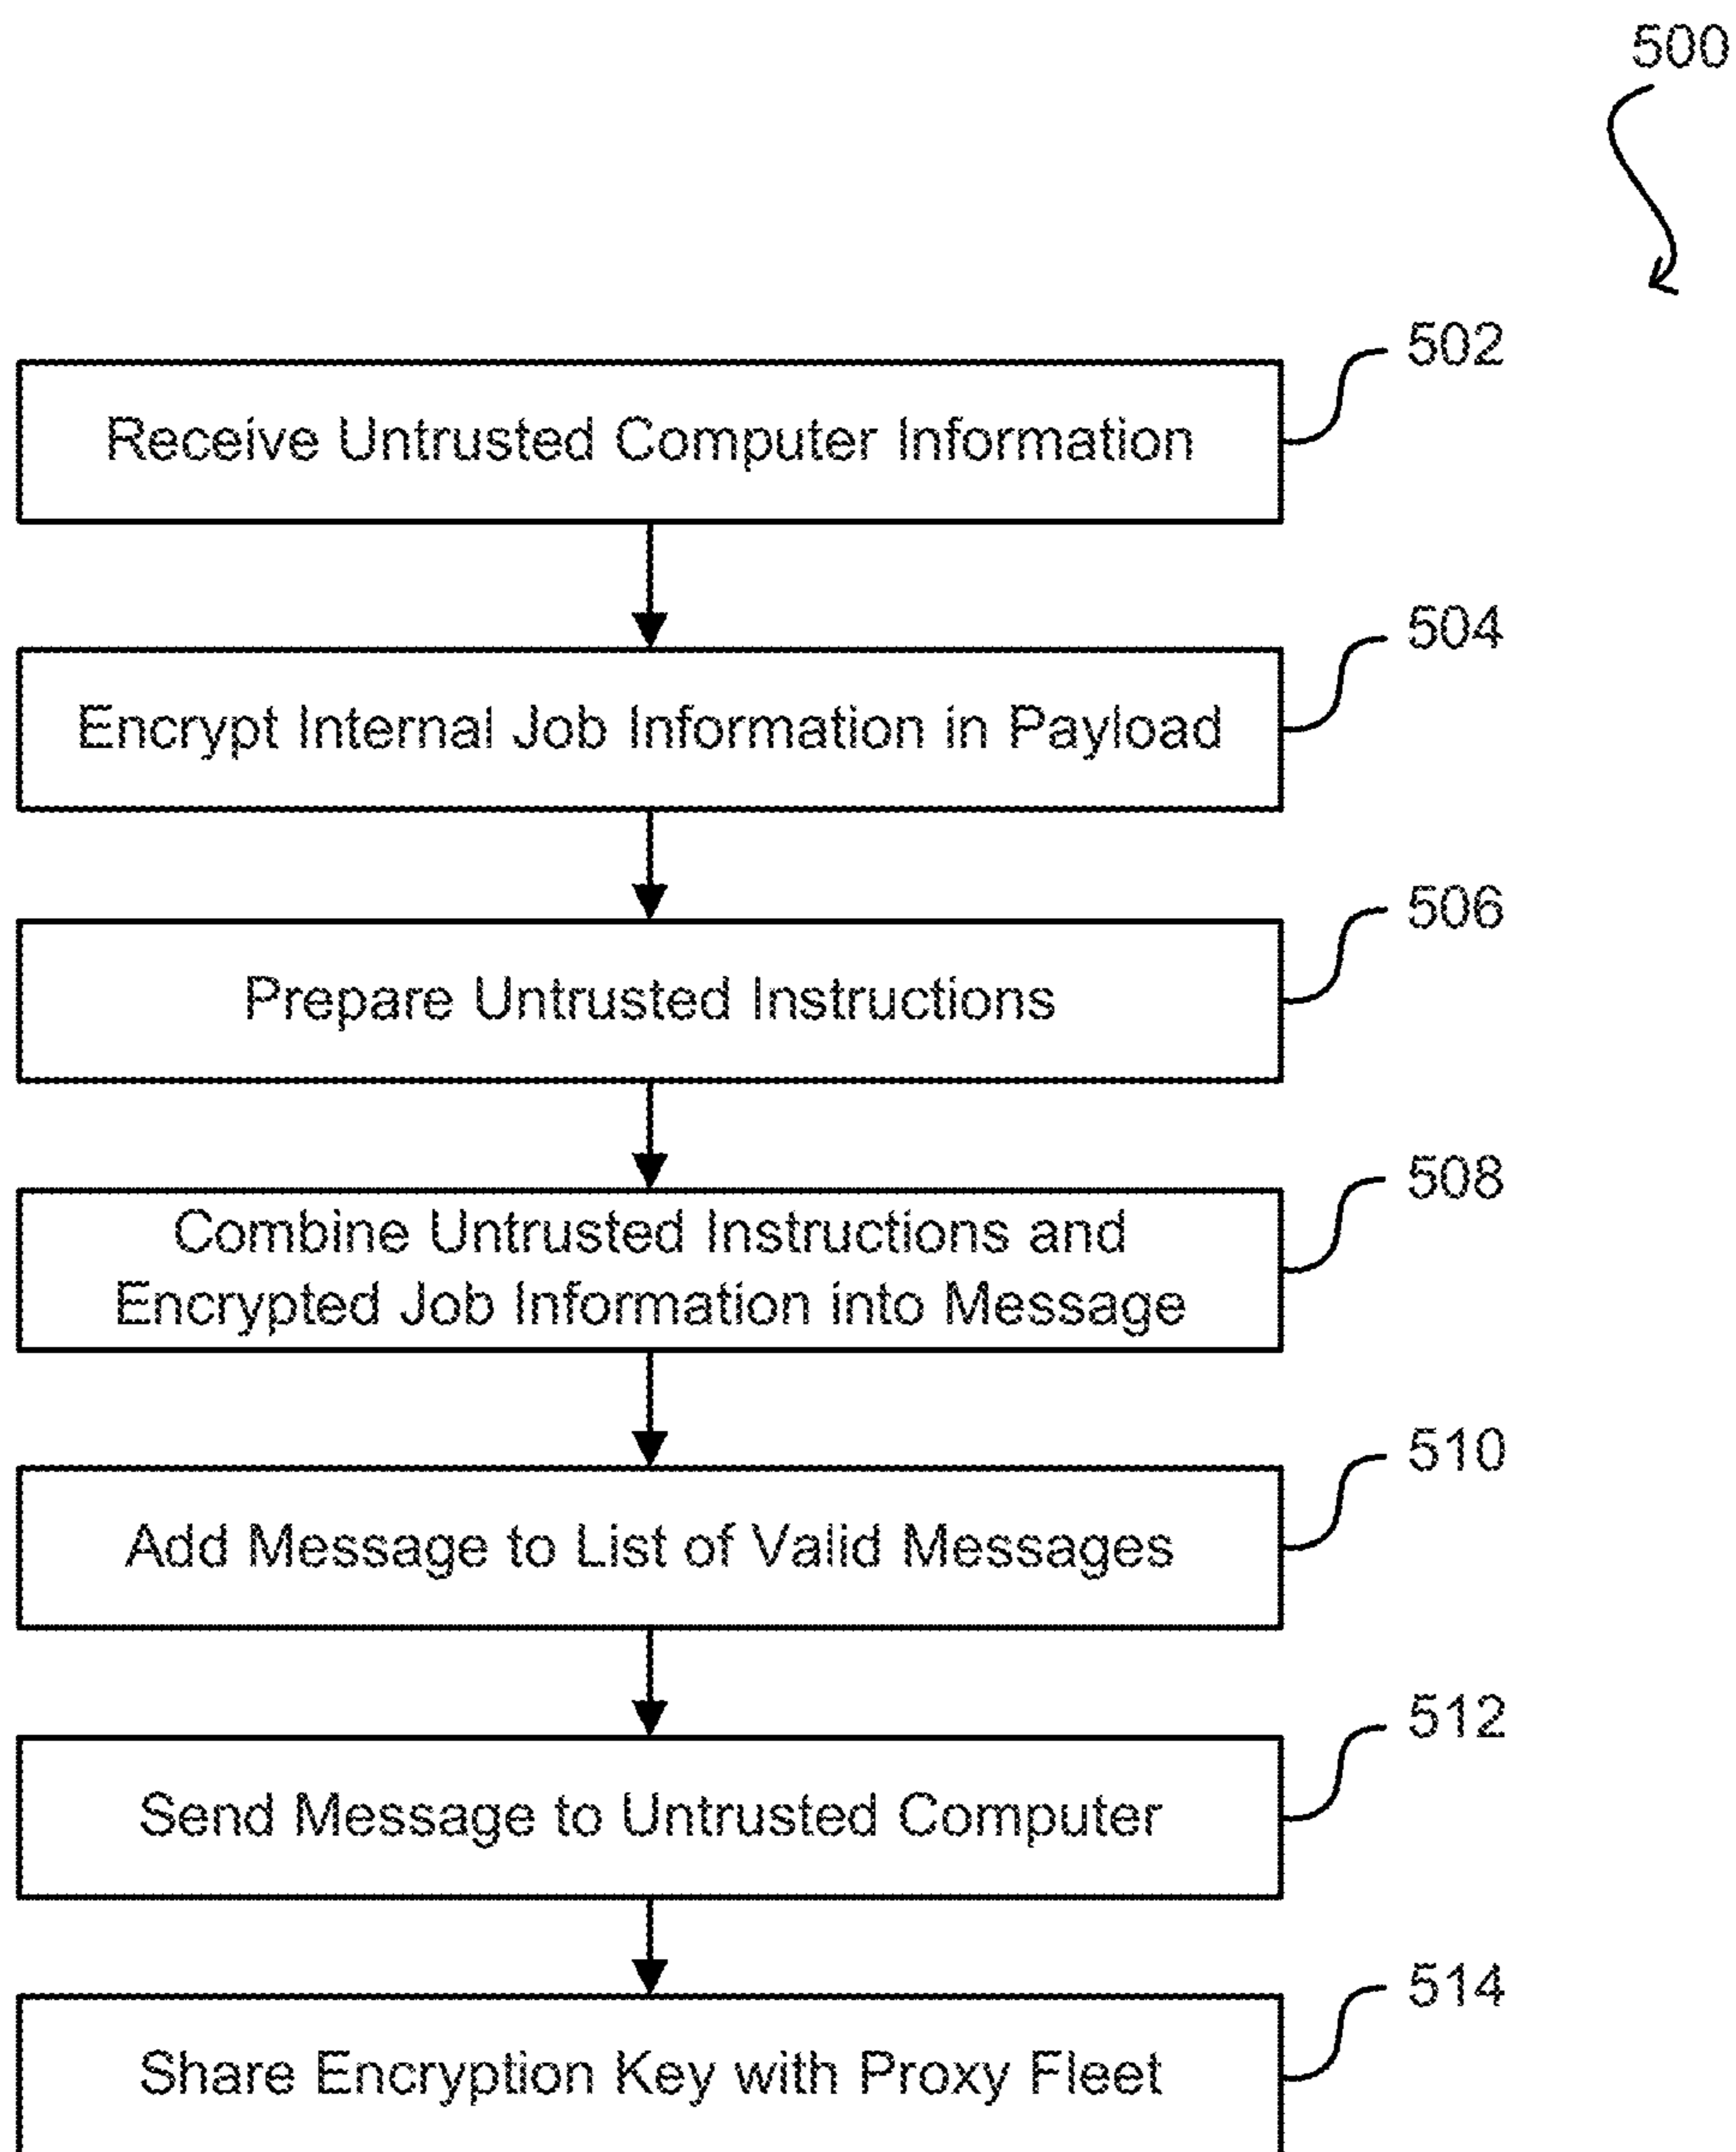 500
502
Receive Untrusted Computer Information
504
Encrypt Internal Job Information in Payload
506
Prepare Untrusted Instructions
508
Combine Untrusted Instructions and
Encrypted Job Information into Message
510
Add Message to List of Valid Messages
512
Send Message to Untrusted Computer
514
Share Encryption Key with Proxy Fleet